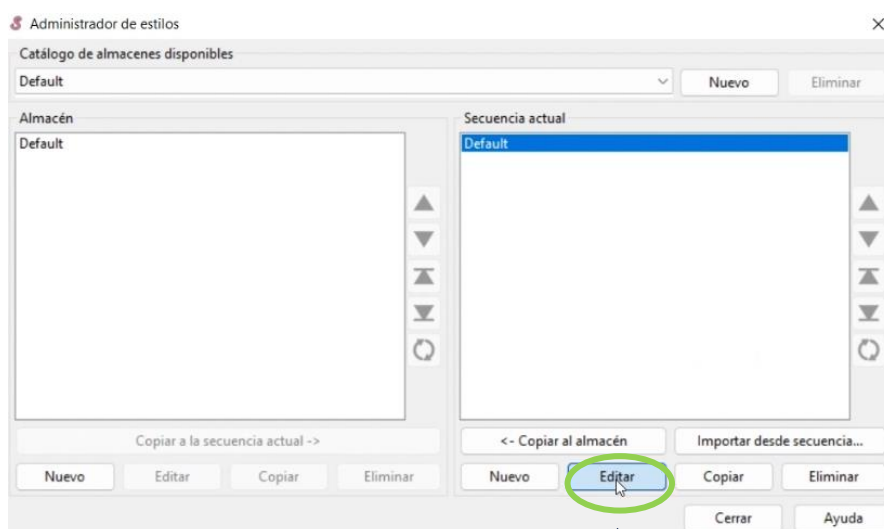 Administrador de estilos
Catálogo de almacenes disponibles
Default
Nuevo
Eliminar
Almacén
Default
Copiar a la secuencia actual ->
Nuevo
Editar
Copiar
Eliminar
Secuencia actual
Default
<- Copiar al almacén
Importar desde secuencia...
Nuevo
Editar
Copiar
Eliminar
Cerrar
Ayuda